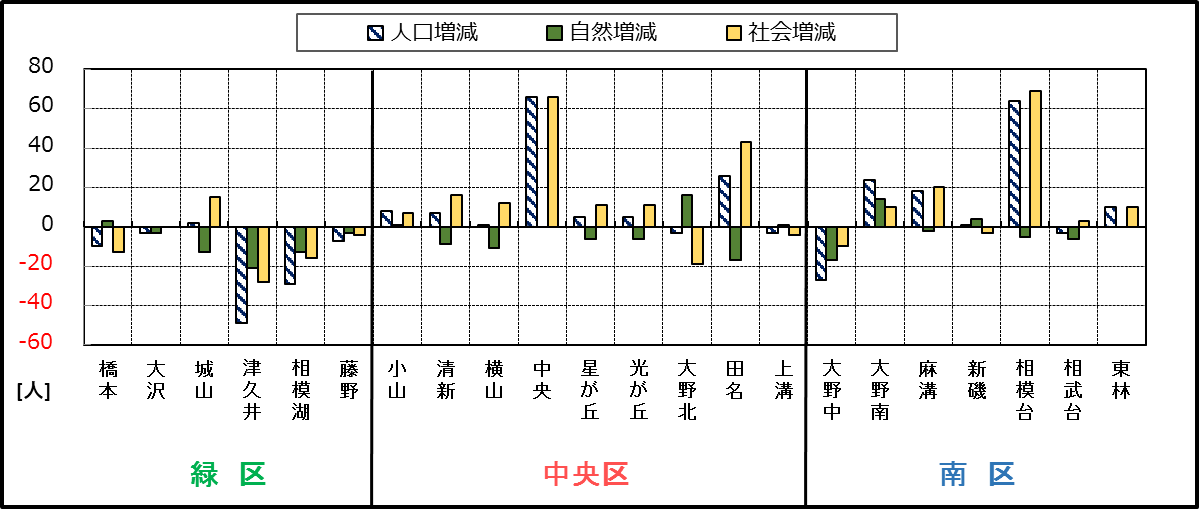 人口増減 自然増減 社会増減
80
60
40
20
0
-20
-40
-60
[人]
橋本 大沢 城山 津久井 相模湖 藤野 小山 清新 横山 中央 星が丘 光が丘 大野北 田名 上溝 大野中 大野南 麻溝 新磯 相模台 相武台 東林
緑 区 中央区 南 区